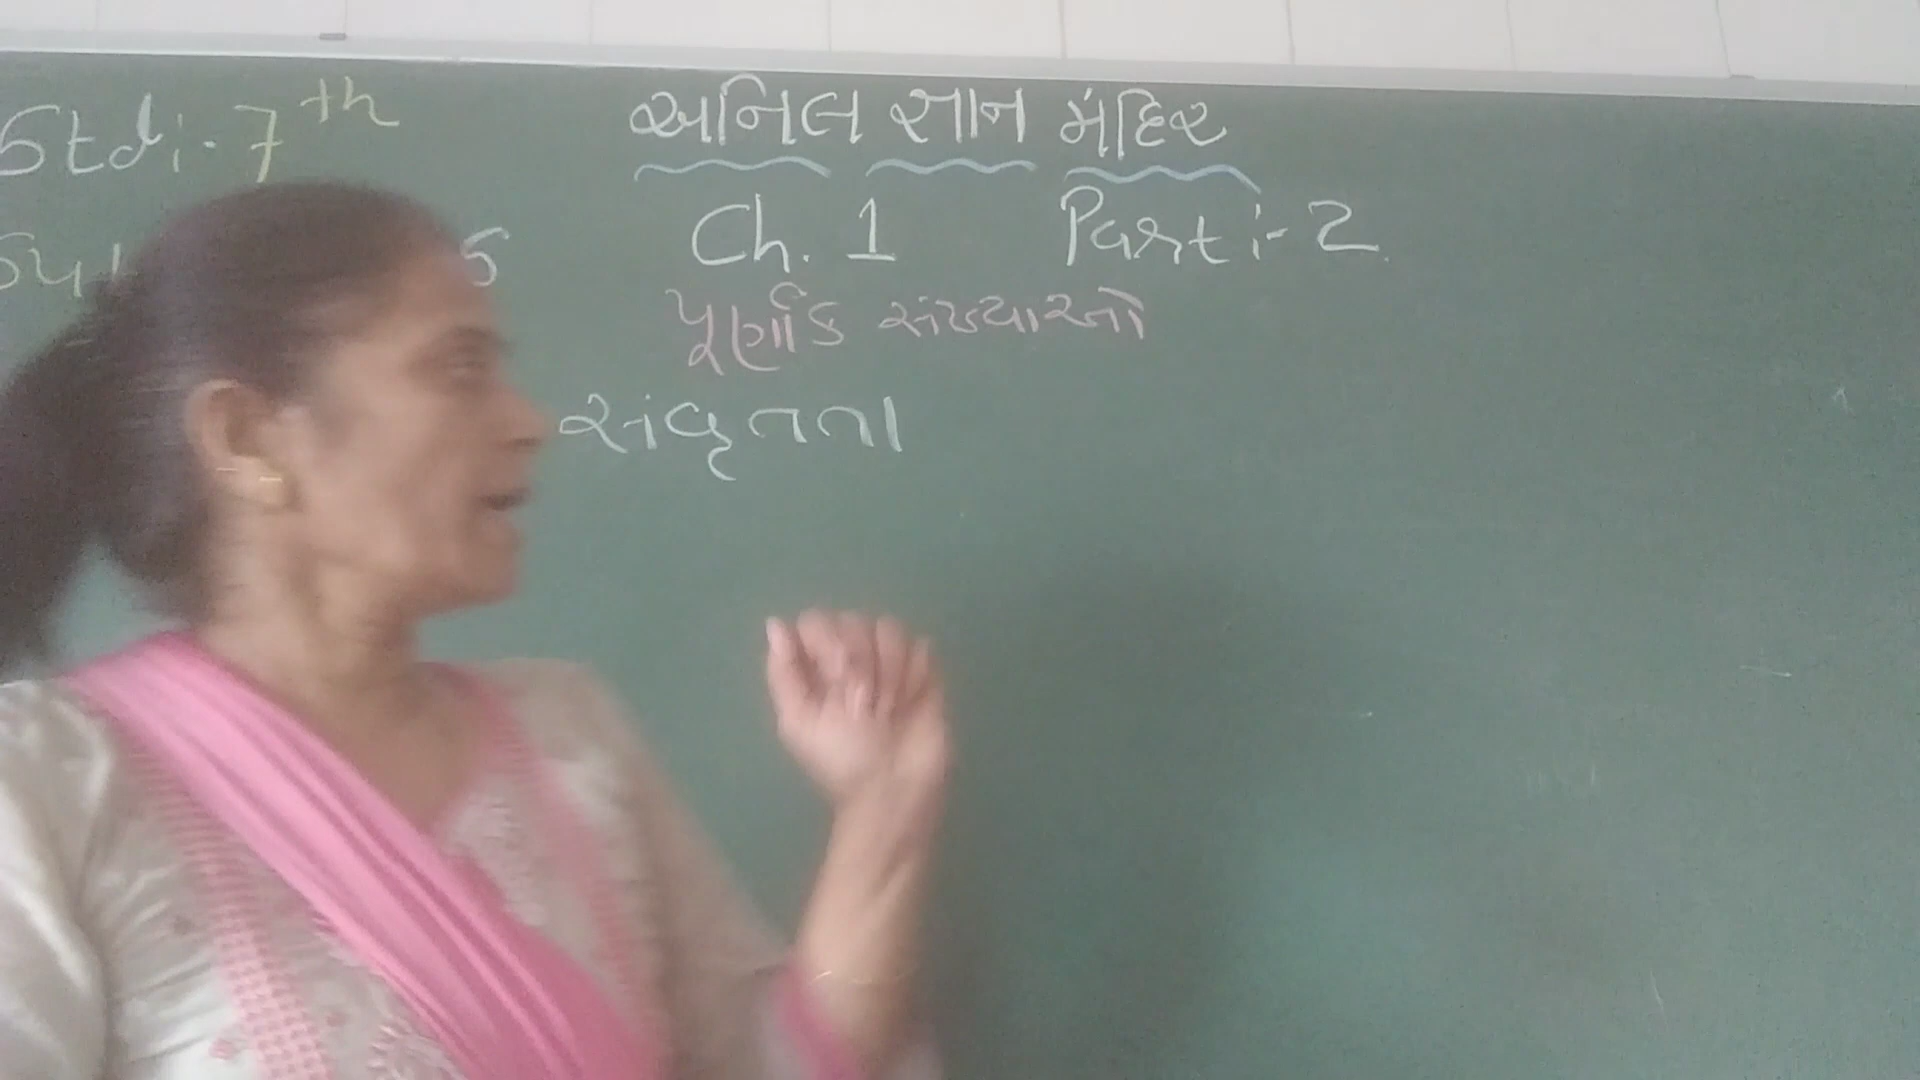 Std :- 7th
અનિલ જ્ઞાન મંદિર
Ch. 1 Part :- 2
પૂર્ણાંક સંખ્યાઓ
સંવૃતતા